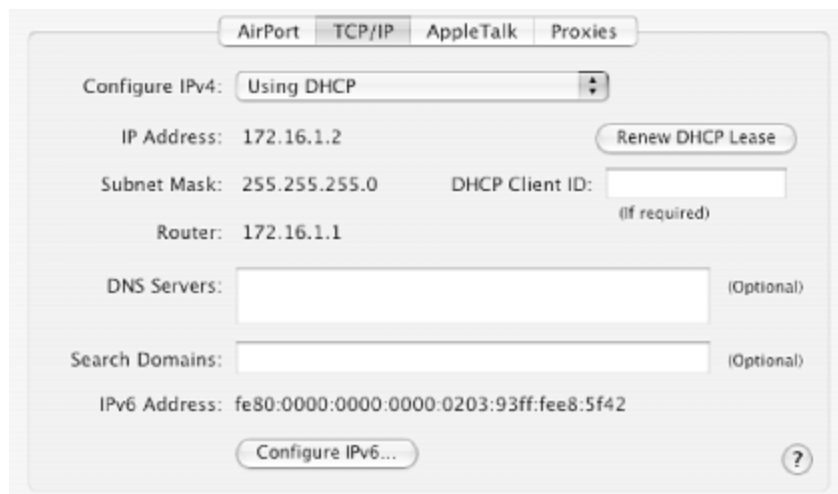 AirPort TCP/IP AppleTalk Proxies
Configure IPv4: Using DHCP
IP Address: 172.16.1.2 Renew DHCP Lease
Subnet Mask: 255.255.255.0 DHCP Client ID:
(If required)
Router: 172.16.1.1
DNS Servers: (Optional)
Search Domains: (Optional)
IPv6 Address: fe80:0000:0000:0000:0203:93ff:fee8:5f42
Configure IPv6... ?